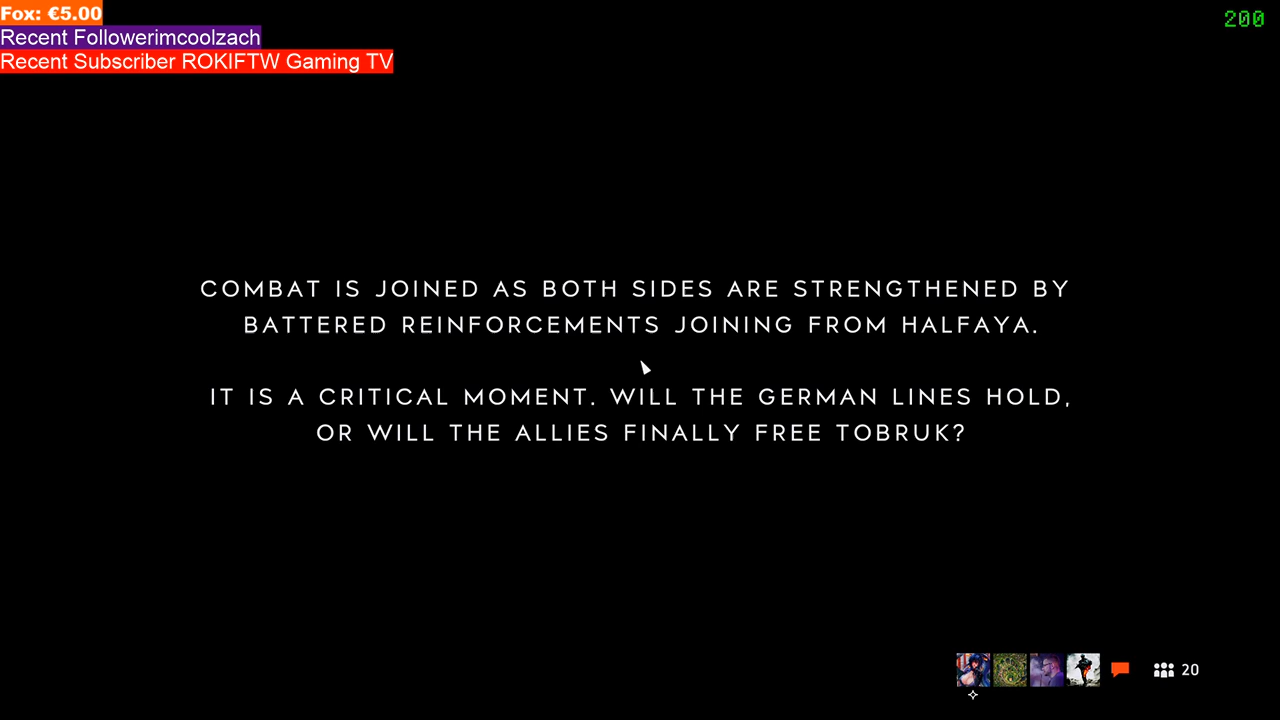 Fox: €5.00
200
Recent Followerimcoolzach
Recent Subscriber ROKIFTW Gaming TV
COMBAT IS JOINED AS BOTH SIDES ARE STRENGTHENED BY
BATTERED REINFORCEMENTS JOINING FROM HALFAYA.
IT IS A CRITICAL MOMENT. WILL THE GERMAN LINES HOLD,
OR WILL THE ALLIES FINALLY FREE TOBRUK?
20